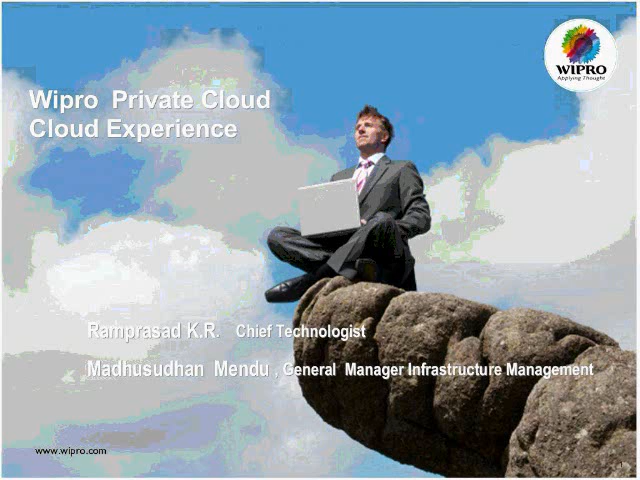 WIPRO
Applying Thought
Wipro Private Cloud
Cloud Experience
Ramprasad K.R. Chief Technologist
Madhusudhan Mendu , General Manager Infrastructure Management
www.wipro.com
1